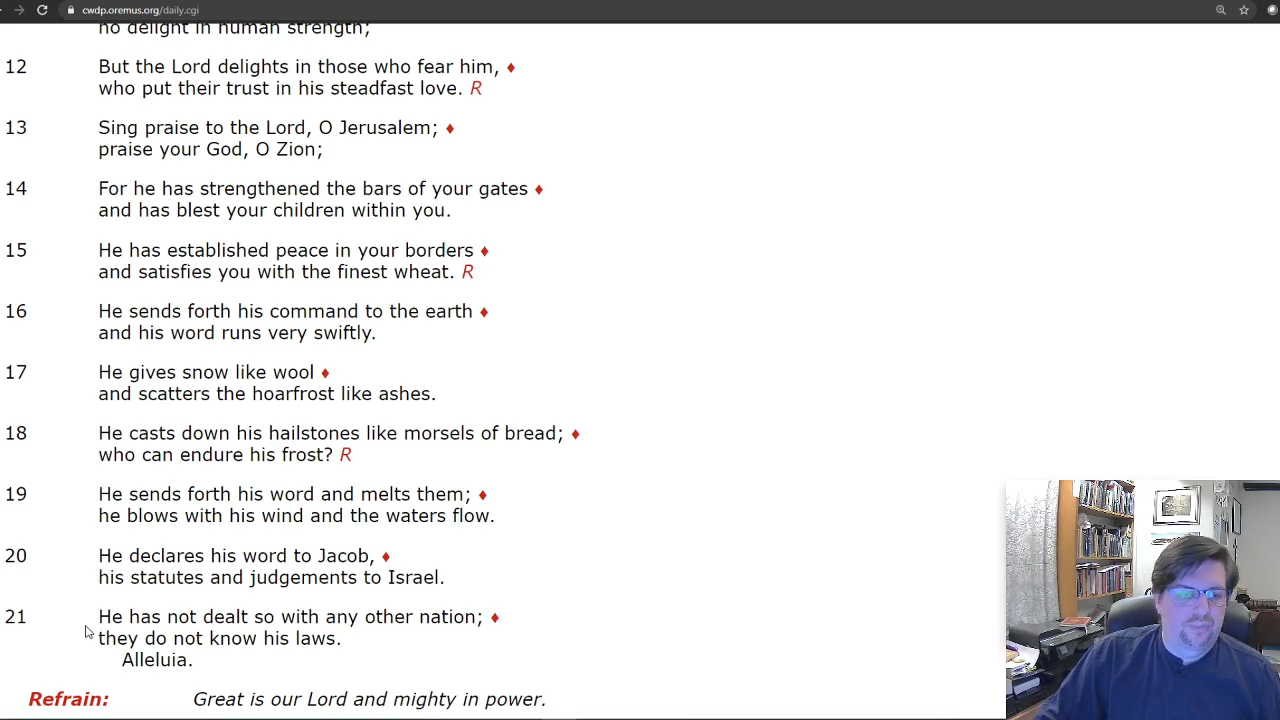 cwdp.oremus.org/daily.cgi
no delight in human strength;
12 But the Lord delights in those who fear him, ♦
who put their trust in his steadfast love. R
13 Sing praise to the Lord, O Jerusalem; ♦
praise your God, O Zion;
14 For he has strengthened the bars of your gates ♦
and has blest your children within you.
15 He has established peace in your borders ♦
and satisfies you with the finest wheat. R
16 He sends forth his command to the earth ♦
and his word runs very swiftly.
17 He gives snow like wool ♦
and scatters the hoarfrost like ashes.
18 He casts down his hailstones like morsels of bread; ♦
who can endure his frost? R
19 He sends forth his word and melts them; ♦
he blows with his wind and the waters flow.
20 He declares his word to Jacob, ♦
his statutes and judgements to Israel.
21 He has not dealt so with any other nation; ♦
they do not know his laws.
Alleluia.
Refrain: Great is our Lord and mighty in power.